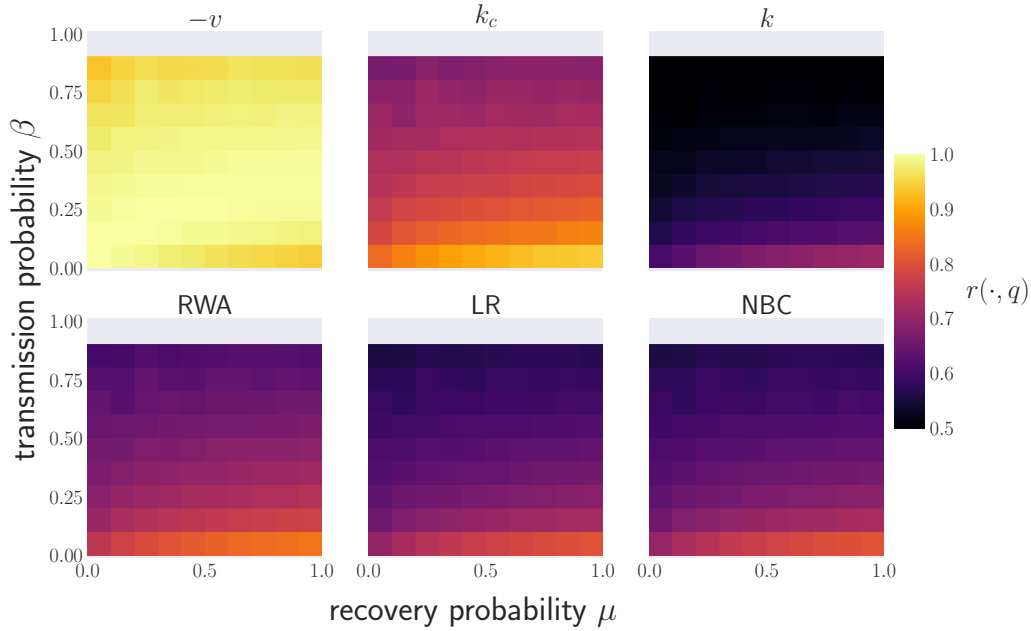 −v k_c k
1.00
0.75
0.50
0.25
0.00
transmission probability β
1.0
0.9
0.8
0.7
0.6
0.5
r(·, q)
RWA LR NBC
1.00
0.75
0.50
0.25
0.00
0.0 0.5 1.0 0.0 0.5 1.0 0.0 0.5 1.0
recovery probability μ